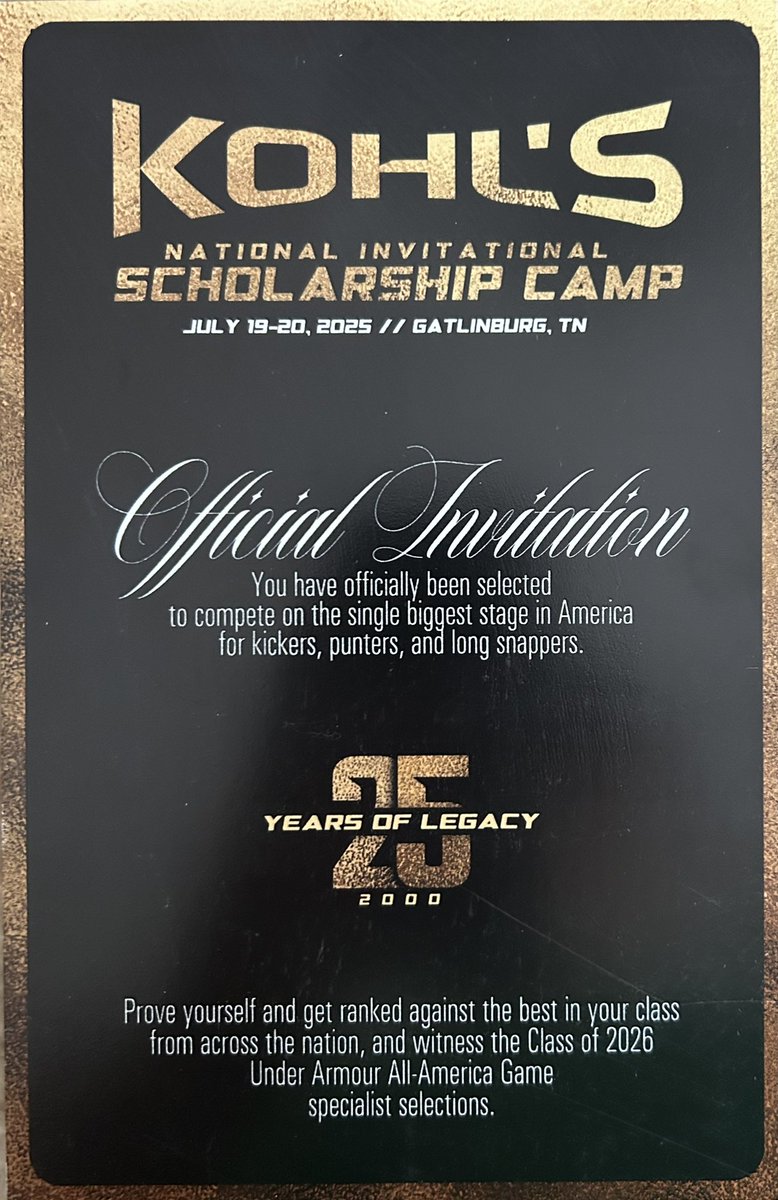 KOHL'S
NATIONAL INVITATIONAL
SCHOLARSHIP CAMP
JULY 19-20, 2025 // GATLINBURG, TN
Official Invitation
You have officially been selected
to compete on the single biggest stage in America
for kickers, punters, and long snappers.
25
YEARS OF LEGACY
2000
Prove yourself and get ranked against the best in your class
from across the nation, and witness the Class of 2026
Under Armour All-America Game
specialist selections.